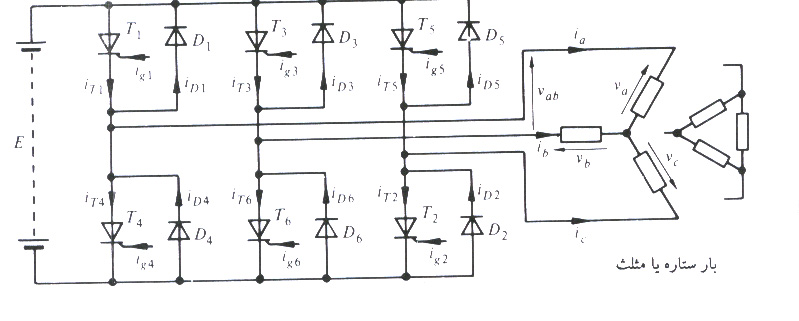 T1 D1 T3 D3 T5 D5
ig1 ig3 ig5
iT1 iD1 iT3 iD3 iT5 iD5
ia
va
vab
E
ib vb vc
iT4 iD4 iT6 iD6 iT2 iD2
T4 D4 T6 D6 T2 D2
ig4 ig6 ig2
ic
بار ستاره یا مثلث